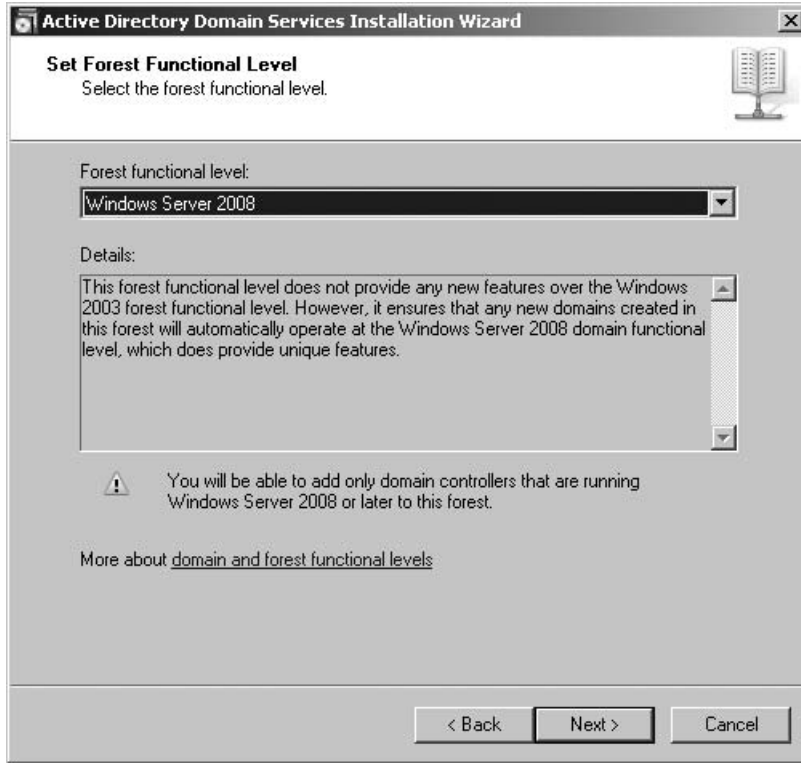 Active Directory Domain Services Installation Wizard
Set Forest Functional Level
Select the forest functional level.
Forest functional level:
Windows Server 2008
Details:
This forest functional level does not provide any new features over the Windows
2003 forest functional level. However, it ensures that any new domains created in
this forest will automatically operate at the Windows Server 2008 domain functional
level, which does provide unique features.
You will be able to add only domain controllers that are running
Windows Server 2008 or later to this forest.
More about domain and forest functional levels
< Back Next > Cancel